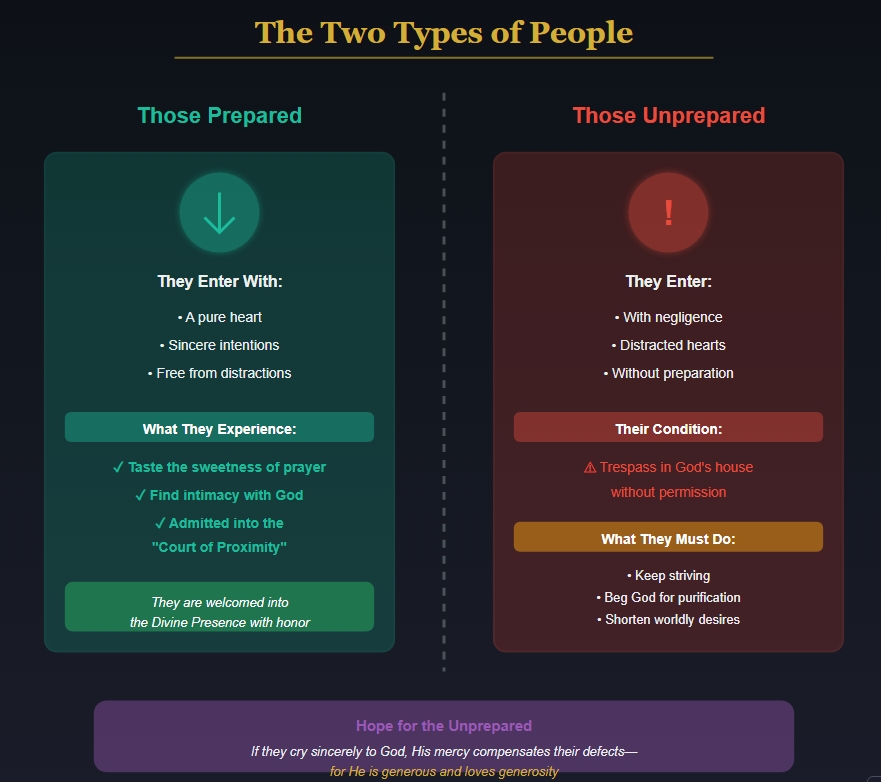 The Two Types of People
Those Prepared
They Enter With:
• A pure heart
• Sincere intentions
• Free from distractions
What They Experience:
✓ Taste the sweetness of prayer
✓ Find intimacy with God
✓ Admitted into the
"Court of Proximity"
They are welcomed into
the Divine Presence with honor
Those Unprepared
!
They Enter:
• With negligence
• Distracted hearts
• Without preparation
Their Condition:
⚠ Trespass in God's house
without permission
What They Must Do:
• Keep striving
• Beg God for purification
• Shorten worldly desires
Hope for the Unprepared
If they cry sincerely to God, His mercy compensates their defects—
for He is generous and loves generosity